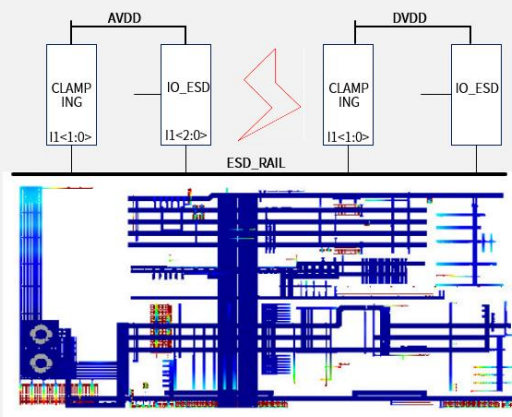 AVDD
DVDD
CLAMP
ING
I1<1:0>
IO_ESD
I1<2:0>
CLAMP
ING
I1<1:0>
IO_ESD
ESD_RAIL